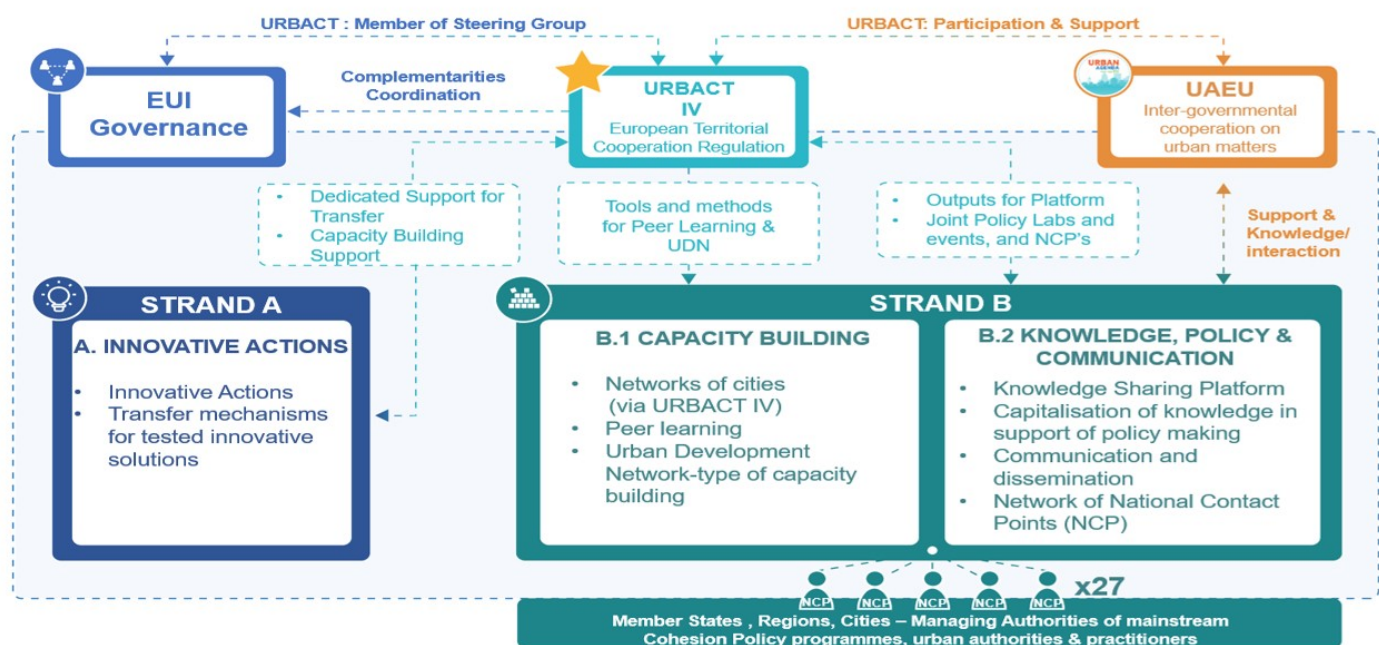 URBACT : Member of Steering Group
URBACT: Participation & Support
EUI
Governance
Complementarities
Coordination
URBACT
IV
European Territorial
Cooperation Regulation
URBAN
AGENDA
UAEU
Inter-governmental
cooperation on
urban matters
• Dedicated Support for
Transfer
• Capacity Building
Support
Tools and methods
for Peer Learning &
UDN
• Outputs for Platform
• Joint Policy Labs and
events, and NCP's
Support &
Knowledge/
interaction
STRAND A
A. INNOVATIVE ACTIONS
• Innovative Actions
• Transfer mechanisms
for tested innovative
solutions
STRAND B
B.1 CAPACITY BUILDING
• Networks of cities
(via URBACT IV)
• Peer learning
• Urban Development
Network-type of capacity
building
B.2 KNOWLEDGE, POLICY &
COMMUNICATION
• Knowledge Sharing Platform
• Capitalisation of knowledge in
support of policy making
• Communication and
dissemination
• Network of National Contact
Points (NCP)
NCP NCP NCP NCP NCP x27
Member States , Regions, Cities – Managing Authorities of mainstream
Cohesion Policy programmes, urban authorities & practitioners